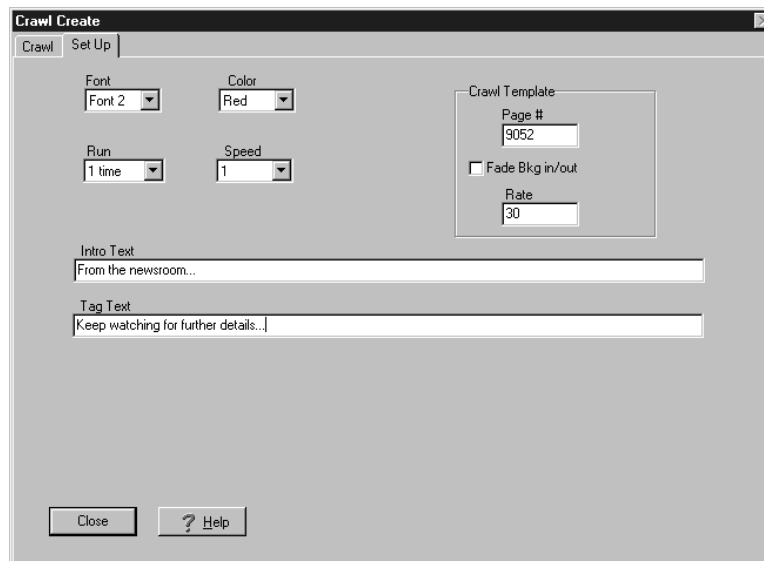 Crawl Create
Crawl Set Up
Font Color
Font 2 Red
Crawl Template
Page #
9052
Run Speed
1 time 1
Fade Bkg in/out
Rate
30
Intro Text
From the newsroom...
Tag Text
Keep watching for further details...
Close ? Help